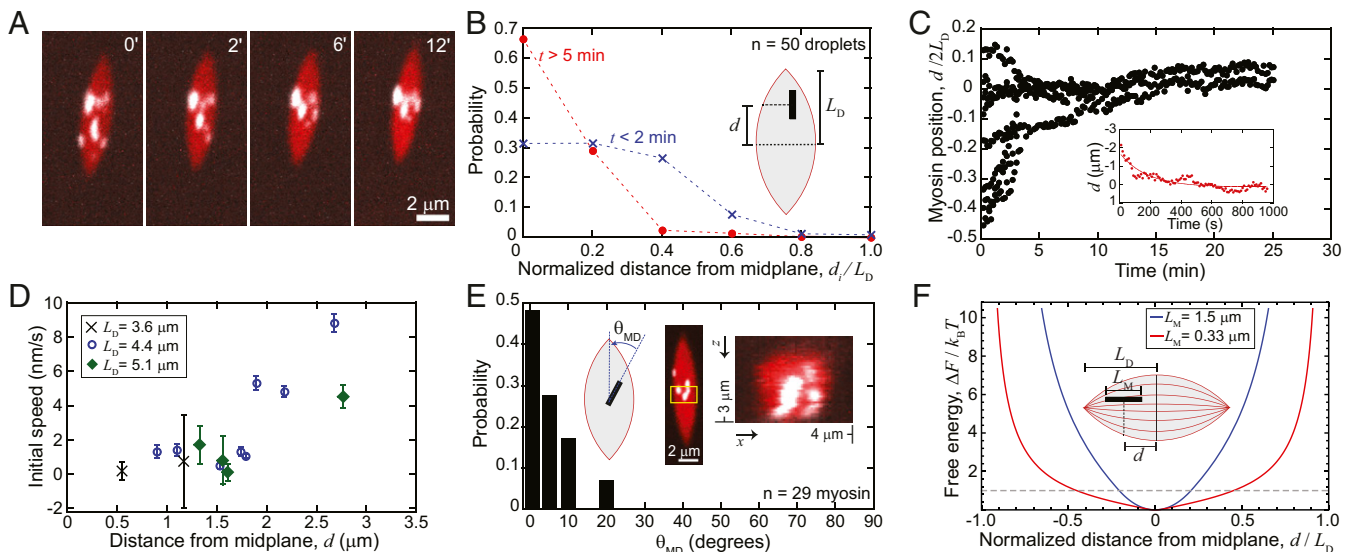 A
0'
2'
6'
12'
2 μm
B
Probability
0.7
0.6
0.5
0.4
0.3
0.2
0.1
0
t > 5 min
t < 2 min
n = 50 droplets
d
L_D
0 0.2 0.4 0.6 0.8 1.0
Normalized distance from midplane, d_i/L_D
C
Myosin position, d/2L_D
0.2
0.1
0
-0.1
-0.2
-0.3
-0.4
-0.5
0 5 10 15 20 25 30
Time (min)
d (μm)
-3
-2
-1
0
1
0 200 400 600 800 1000
Time (s)
D
Initial speed (nm/s)
10
8
6
4
2
0
-2
L_D= 3.6 μm
L_D= 4.4 μm
L_D= 5.1 μm
0 0.5 1 1.5 2 2.5 3 3.5
Distance from midplane, d (μm)
E
Probability
0.5
0.4
0.3
0.2
0.1
0
θ_MD
2 μm
z
3 μm
x
4 μm
n = 29 myosin
0 10 20 30 40 50 60 70 80 90
θ_MD (degrees)
F
Free energy, ΔF / k_BT
10
8
6
4
2
L_M = 1.5 μm
L_M = 0.33 μm
L_D
L_M
d
-1.0 -0.5 0 0.5 1.0
Normalized distance from midplane, d / L_D